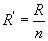 R' = R/n